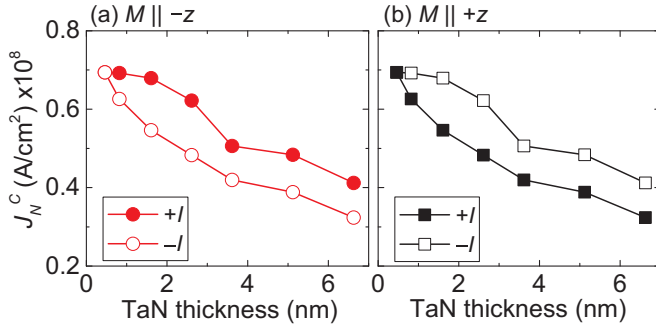 (a) M || −z
(b) M || +z
J_N^C (A/cm²) x10⁸
0.8
0.6
0.4
0.2
+I
−I
+I
−I
0 2 4 6
0 2 4 6
TaN thickness (nm)
TaN thickness (nm)